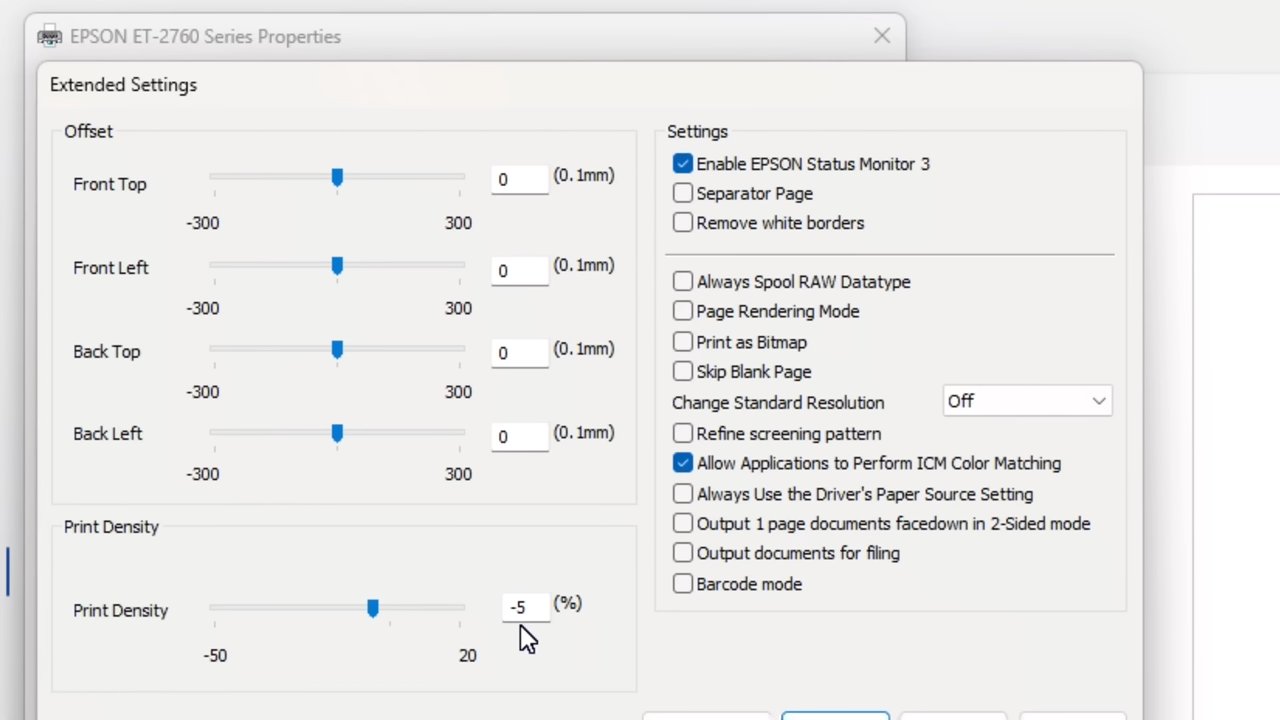 EPSON ET-2760 Series Properties
Extended Settings
Offset
Front Top
0
(0.1mm)
-300
300
Front Left
0
(0.1mm)
-300
300
Back Top
0
(0.1mm)
-300
300
Back Left
0
(0.1mm)
-300
300
Print Density
Print Density
-5
(%)
-50
20
Settings
Enable EPSON Status Monitor 3
Separator Page
Remove white borders
Always Spool RAW Datatype
Page Rendering Mode
Print as Bitmap
Skip Blank Page
Change Standard Resolution
Off
Refine screening pattern
Allow Applications to Perform ICM Color Matching
Always Use the Driver's Paper Source Setting
Output 1 page documents facedown in 2-Sided mode
Output documents for filing
Barcode mode